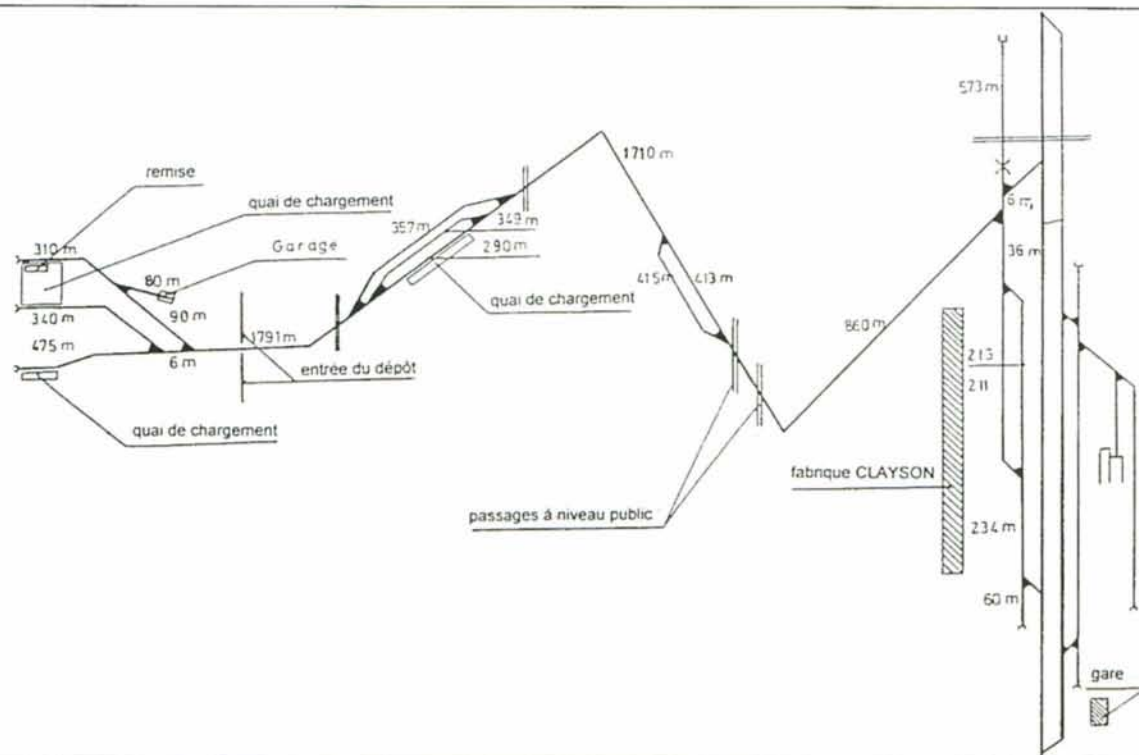 573 m
1710 m
remise
quai de chargement
310 m
Garage
357 m
349 m
290 m
80 m
415 m
413 m
quai de chargement
6 m
36 m
340 m
90 m
475 m
6 m
1791 m
entrée du dépôt
860 m
213
211
quai de chargement
fabrique CLAYSON
passages à niveau public
234 m
60 m
gare